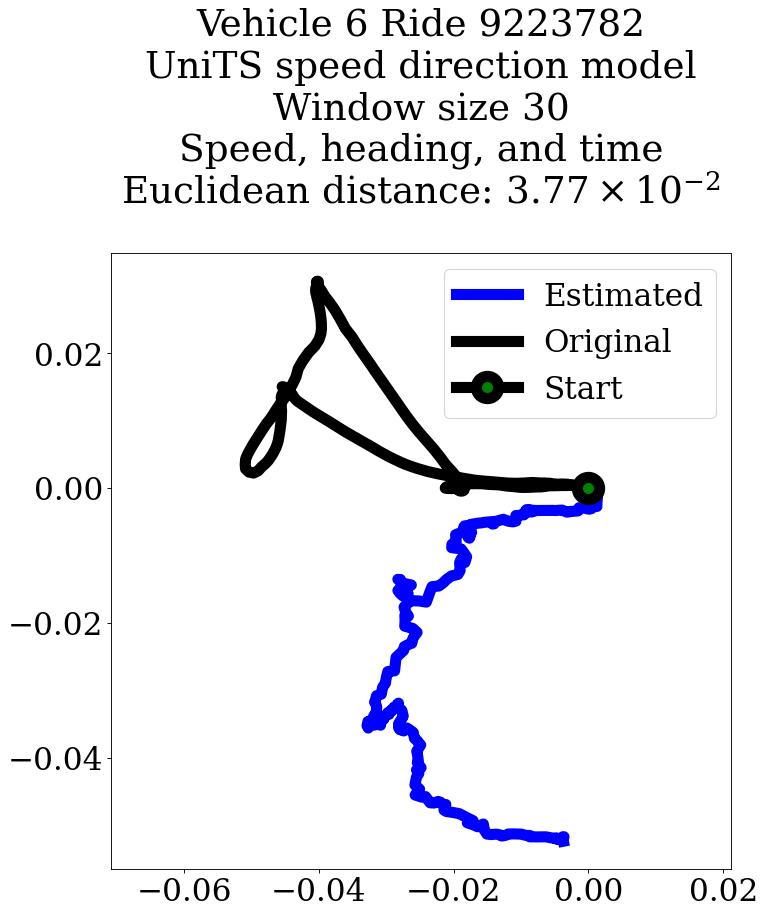 Vehicle 6 Ride 9223782
UniTS speed direction model
Window size 30
Speed, heading, and time
Euclidean distance: 3.77 × 10⁻²
Estimated
Original
Start
0.02
0.00
−0.02
−0.04
−0.06 −0.04 −0.02 0.00 0.02